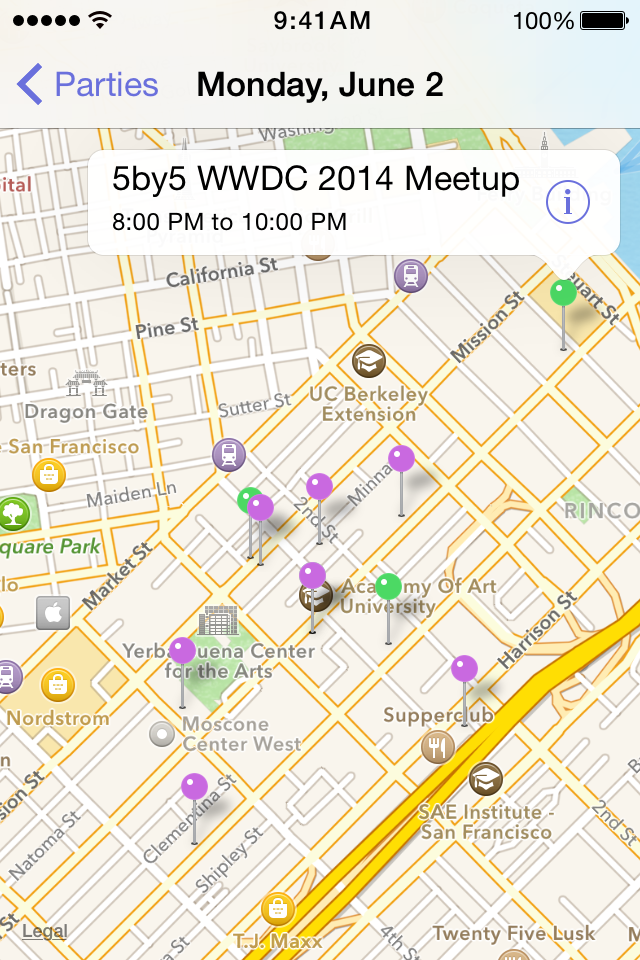 9:41AM
100%
Parties
Monday, June 2
Washing
ital
5by5 WWDC 2014 Meetup
8:00 PM to 10:00 PM
California St
Mission St
Pine St
ters
UC Berkeley
Extension
Dragon Gate
Sutter St
San Francisco
Maiden Ln
Minna
2nd St
RINCO
quare Park
Market St
lo
Academy Of Art
University
Harrison St
Yerba Buena Center
for the Arts
Nordstrom
Supperclub
Moscone
Center West
n
sion St
Clementina St
SAE Institute -
San Francisco
2nd St
Natoma St
Shipley St
Legal
T.J. Maxx
4th St
Twenty Five Lusk